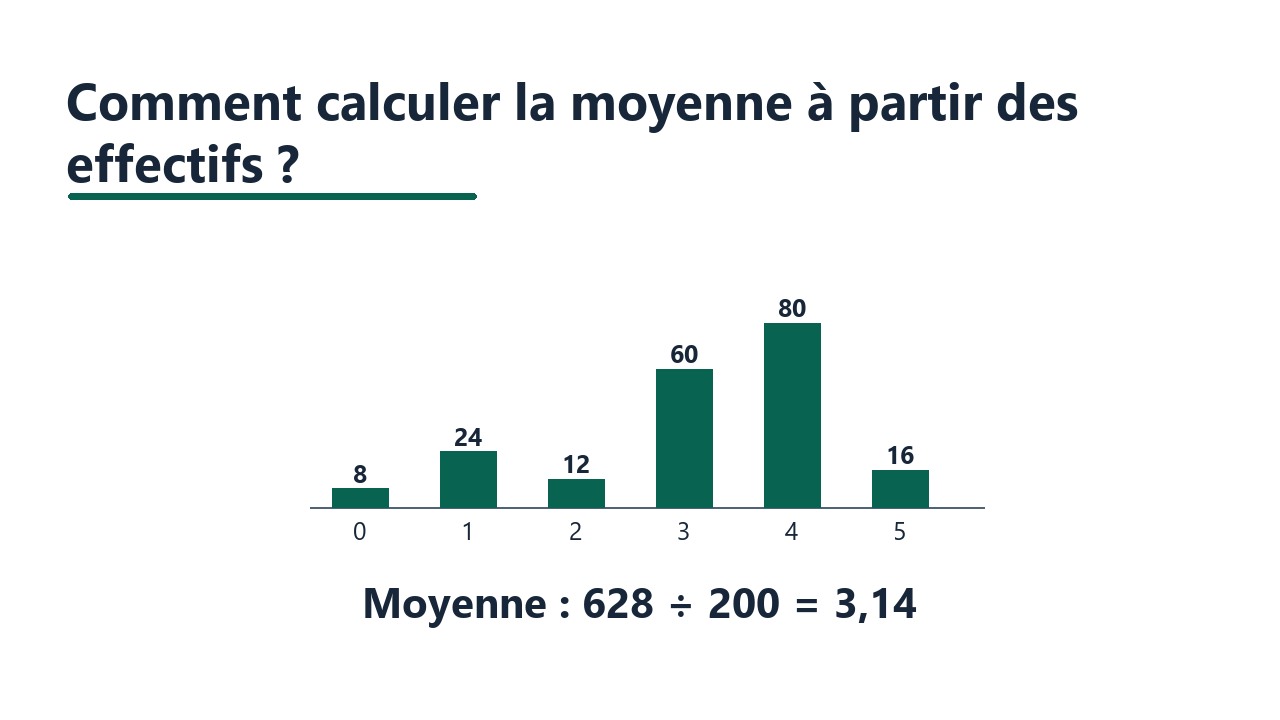 Comment calculer la moyenne à partir des
effectifs ?
80
60
24
12
16
8
0 1 2 3 4 5
Moyenne : 628 ÷ 200 = 3,14